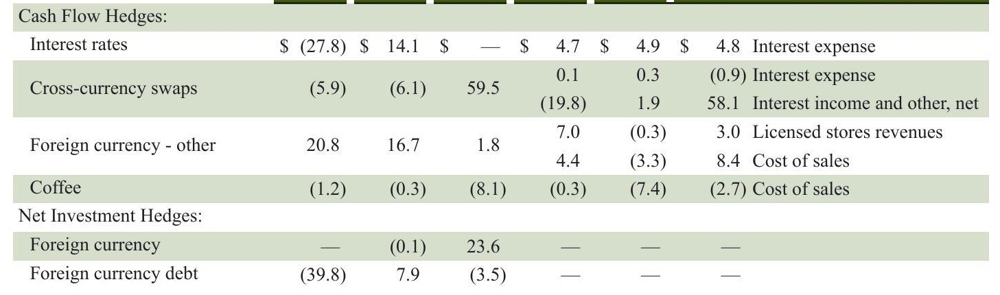 Cash Flow Hedges:
Interest rates $ (27.8) $ 14.1 $ — $ 4.7 $ 4.9 $ 4.8 Interest expense
Cross-currency swaps (5.9) (6.1) 59.5 0.1 0.3 (0.9) Interest expense
(19.8) 1.9 58.1 Interest income and other, net
Foreign currency - other 20.8 16.7 1.8 7.0 (0.3) 3.0 Licensed stores revenues
4.4 (3.3) 8.4 Cost of sales
Coffee (1.2) (0.3) (8.1) (0.3) (7.4) (2.7) Cost of sales
Net Investment Hedges:
Foreign currency — (0.1) 23.6 — — —
Foreign currency debt (39.8) 7.9 (3.5) — — —